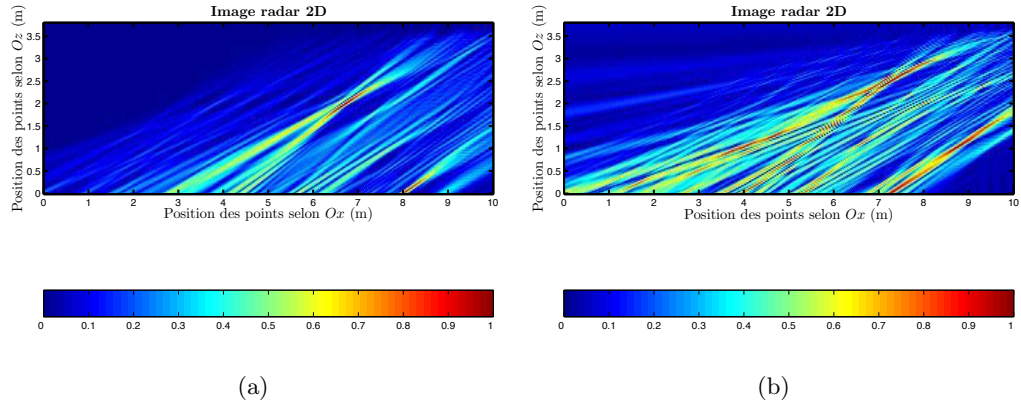 Image radar 2D
Position des points selon Oz (m)
3.5
3
2.5
2
1.5
1
0.5
0
0 1 2 3 4 5 6 7 8 9 10
Position des points selon Ox (m)
0 0.1 0.2 0.3 0.4 0.5 0.6 0.7 0.8 0.9 1
(a)
Image radar 2D
Position des points selon Oz (m)
3.5
3
2.5
2
1.5
1
0.5
0
0 1 2 3 4 5 6 7 8 9 10
Position des points selon Ox (m)
0 0.1 0.2 0.3 0.4 0.5 0.6 0.7 0.8 0.9 1
(b)